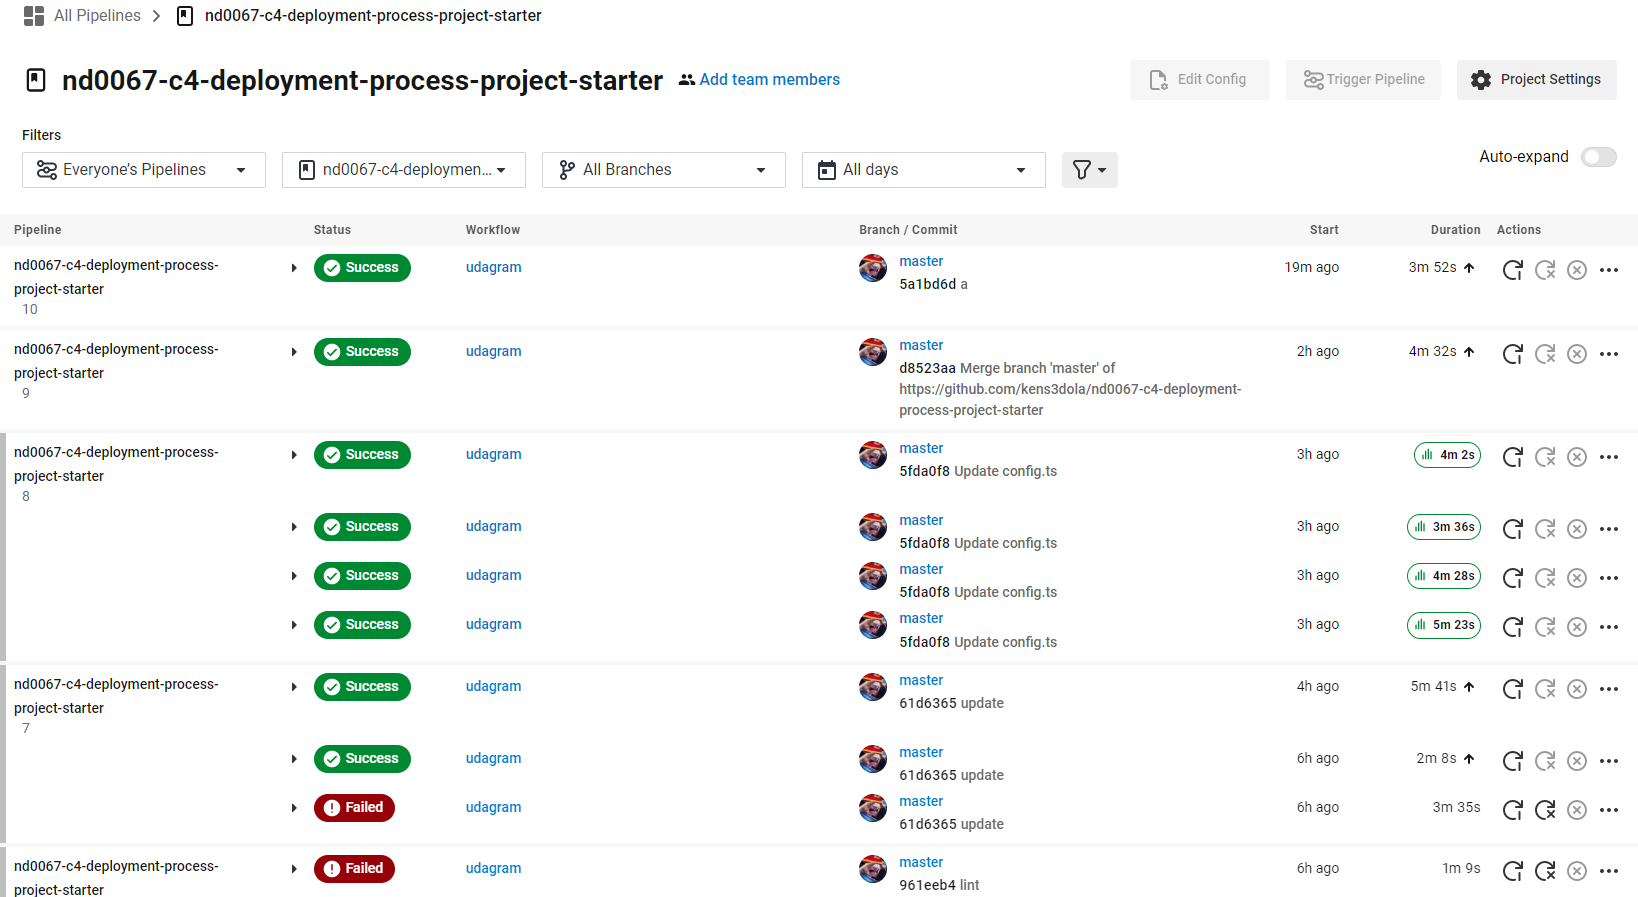 All Pipelines > nd0067-c4-deployment-process-project-starter
nd0067-c4-deployment-process-project-starter Add team members Edit Config Trigger Pipeline Project Settings
Filters
Everyone's Pipelines nd0067-c4-deploymen... All Branches All days Auto-expand
Pipeline Status Workflow Branch / Commit Start Duration Actions
nd0067-c4-deployment-process- Success udagram master 19m ago 3m 52s
project-starter 5a1bd6d a
10
nd0067-c4-deployment-process- Success udagram master 2h ago 4m 32s
project-starter d8523aa Merge branch 'master' of
9 https://github.com/kens3dola/nd0067-c4-deployment-
process-project-starter
nd0067-c4-deployment-process- Success udagram master 3h ago 4m 2s
project-starter 5fda0f8 Update config.ts
8
Success udagram master 3h ago 3m 36s
5fda0f8 Update config.ts
Success udagram master 3h ago 4m 28s
5fda0f8 Update config.ts
Success udagram master 3h ago 5m 23s
5fda0f8 Update config.ts
nd0067-c4-deployment-process- Success udagram master 4h ago 5m 41s
project-starter 61d6365 update
7
Success udagram master 6h ago 2m 8s
61d6365 update
Failed udagram master 6h ago 3m 35s
61d6365 update
nd0067-c4-deployment-process- Failed udagram master 6h ago 1m 9s
project-starter 961eeb4 lint